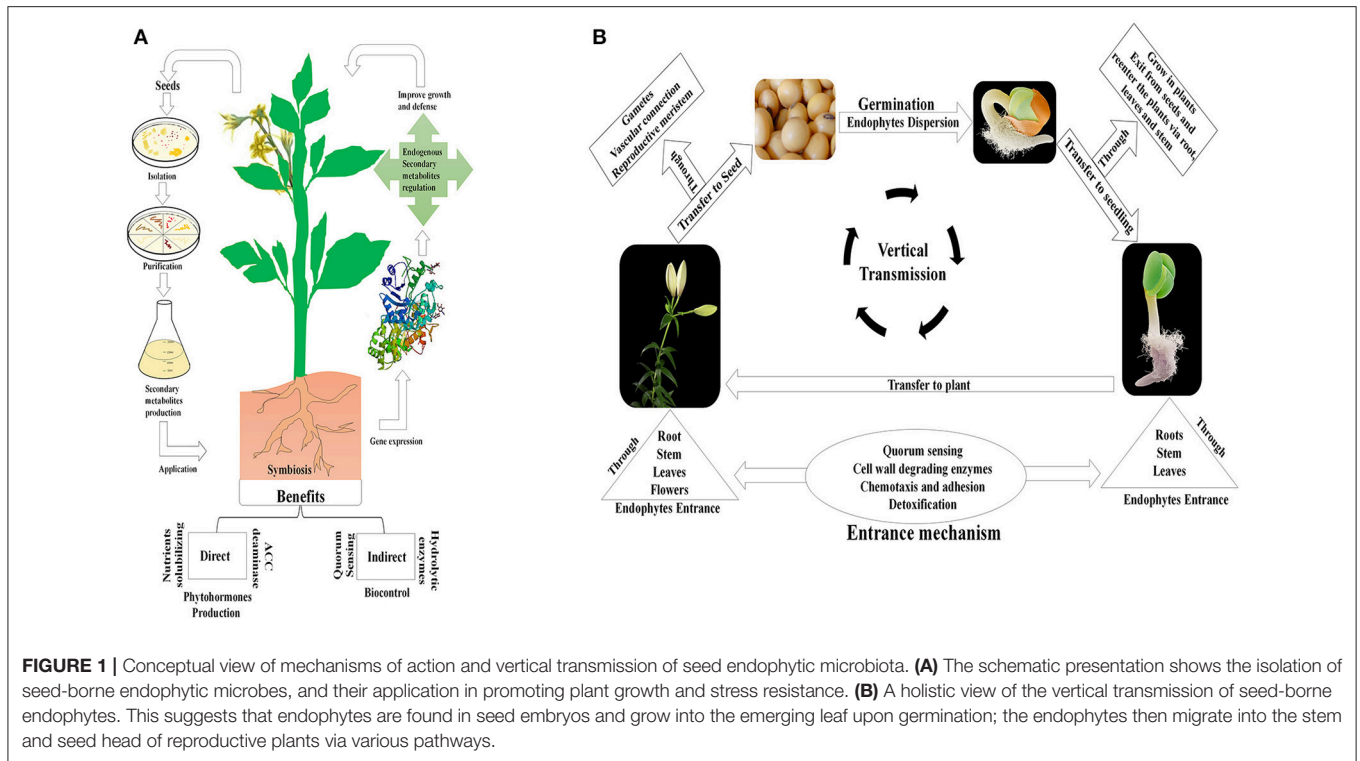 A
Seeds
Isolation
Purification
Secondary
metabolites
production
Application
Improve growth
and defense
Endogenous
Secondary
metabolites
regulation
Gene expression
Symbiosis
Benefits
Nutrients
solubilizing
Direct
ACC
deaminase
Phytohormones
Production
Quorum
Sensing
Indirect
Hydrolytic
enzymes
Biocontrol
B
Gametes
Vascular connection
Reproductive meristem
Throong
Transfer to Seed
Germination
Endophytes Dispersion
Grow in plants
Exit from seeds and
reenter the plants via root,
leaves and stem
Through
Transfer to seedling
Vertical
Transmission
Transfer to plant
Through
Root
Stem
Leaves
Flowers
Endophytes Entrance
Quorum sensing
Cell wall degrading enzymes
Chemotaxis and adhesion
Detoxification
Entrance mechanism
Through
Roots
Stem
Leaves
Endophytes Entrance
FIGURE 1 | Conceptual view of mechanisms of action and vertical transmission of seed endophytic microbiota. (A) The schematic presentation shows the isolation of
seed-borne endophytic microbes, and their application in promoting plant growth and stress resistance. (B) A holistic view of the vertical transmission of seed-borne
endophytes. This suggests that endophytes are found in seed embryos and grow into the emerging leaf upon germination; the endophytes then migrate into the stem
and seed head of reproductive plants via various pathways.